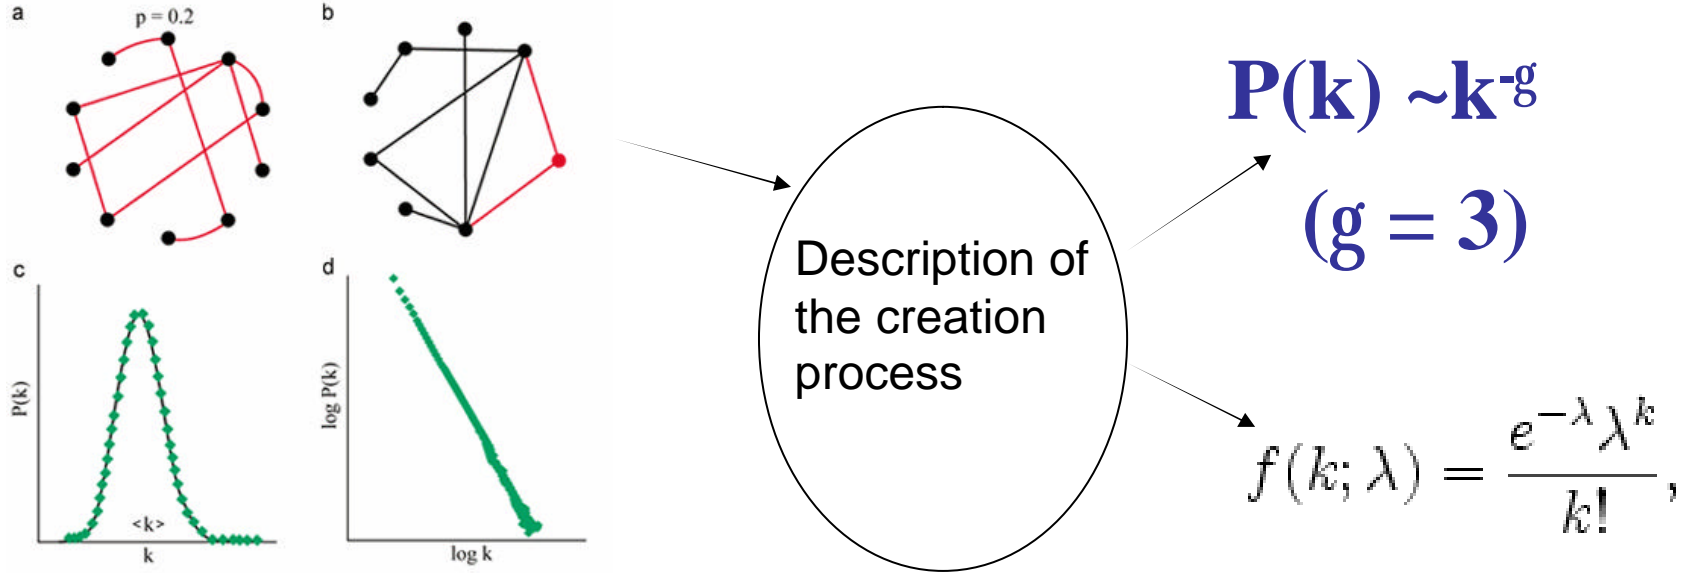 a
p = 0.2
b
c
P(k)
<k>
k
d
log P(k)
log k
Description of
the creation
process
P(k) ~k^-g
(g = 3)
f(k; λ) = e^{−λ} λ^k / k! ,